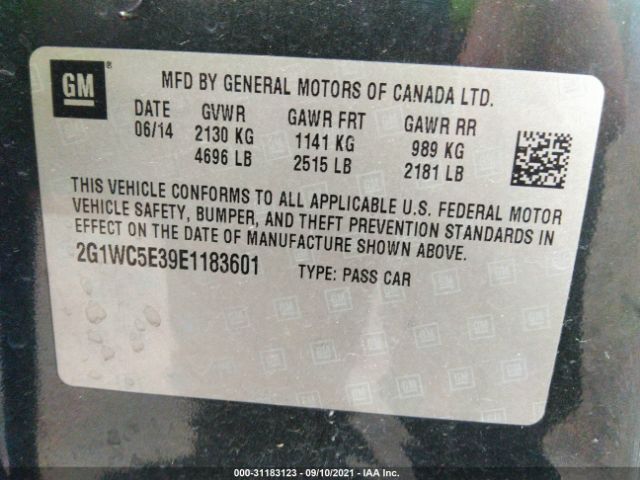 GM ®
MFD BY GENERAL MOTORS OF CANADA LTD.
DATE GVWR GAWR FRT GAWR RR
06/14 2130 KG 1141 KG 989 KG
4696 LB 2515 LB 2181 LB
THIS VEHICLE CONFORMS TO ALL APPLICABLE U.S. FEDERAL MOTOR
VEHICLE SAFETY, BUMPER, AND THEFT PREVENTION STANDARDS IN
EFFECT ON THE DATE OF MANUFACTURE SHOWN ABOVE.
2G1WC5E39E1183601 TYPE: PASS CAR
000-31183123 - 09/10/2021 - IAA Inc.